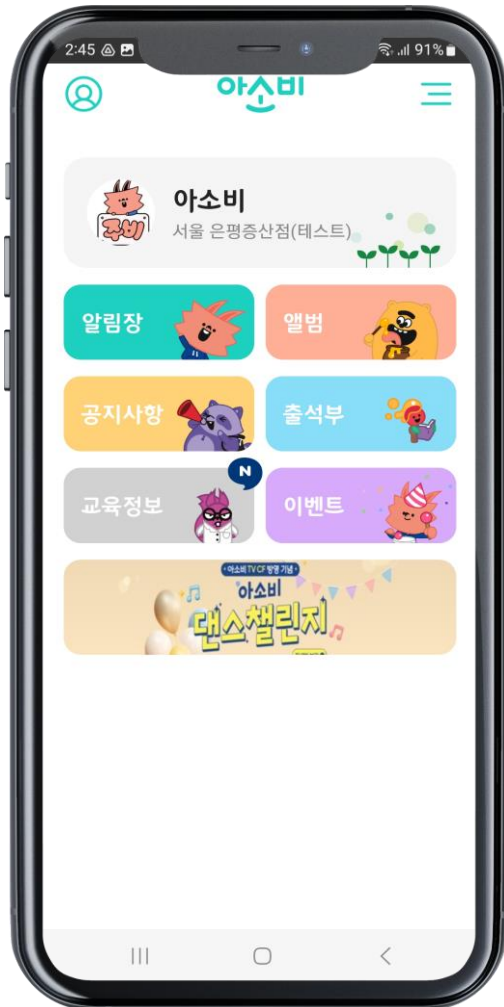 2:45
91%
아소비
주비
아소비
서울 은평증산점(테스트)
알림장
앨범
공지사항
출석부
N
교육정보
이벤트
아소비 TV CF 방영 기념
아소비
댄스챌린지